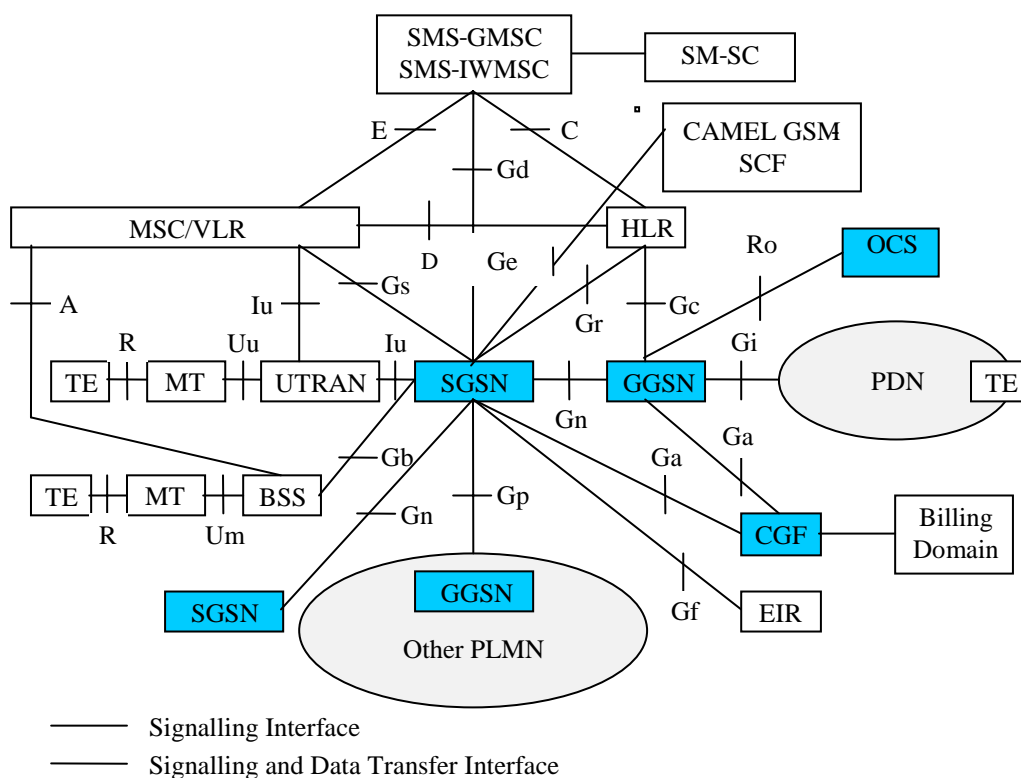 SMS-GMSC
SMS-IWMSC
SM-SC
E
C
CAMEL GSM-
SCF
Gd
MSC/VLR
HLR
D
Ge
Ro
OCS
A
Iu
Gs
Gr
Gc
R
Uu
Iu
Gi
TE
MT
UTRAN
SGSN
GGSN
PDN
TE
Gn
Ga
Ga
Gb
TE
MT
BSS
Gp
R
Um
Gn
CGF
Billing
Domain
GGSN
SGSN
Gf
EIR
Other PLMN
Signalling Interface
Signalling and Data Transfer Interface